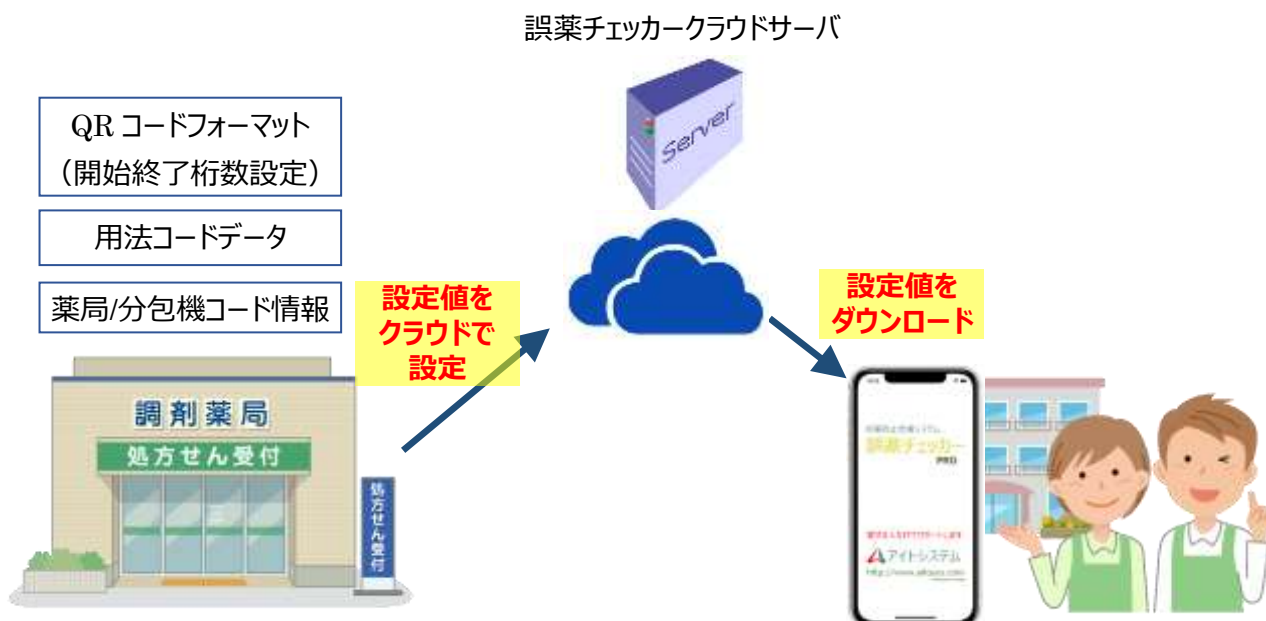 誤薬チェッカークラウドサーバ
Server
QR コードフォーマット
（開始終了桁数設定）
用法コードデータ
薬局/分包機コード情報
設定値を
クラウドで
設定
設定値を
ダウンロード
調剤薬局
処方せん受付
処方せん受付
誤薬チェッカー
PRO
アイトシステム